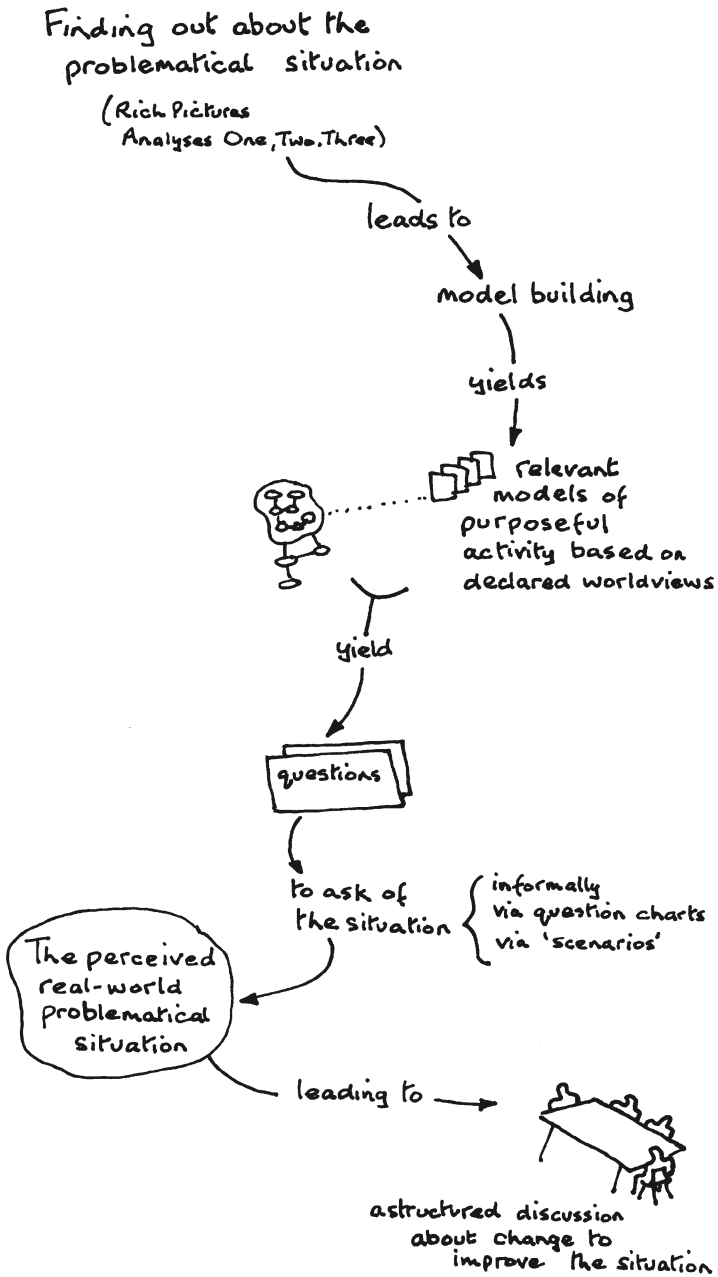 Finding out about the
problematical situation
(Rich Pictures
Analyses One, Two. Three)
leads to
model building
yields
relevant
models of
purposeful
activity based on
declared worldviews
yield
questions
to ask of
the situation
informally
via question charts
via 'scenarios'
The perceived
real-world
problematical
situation
leading to
a structured discussion
about change to
improve the situation